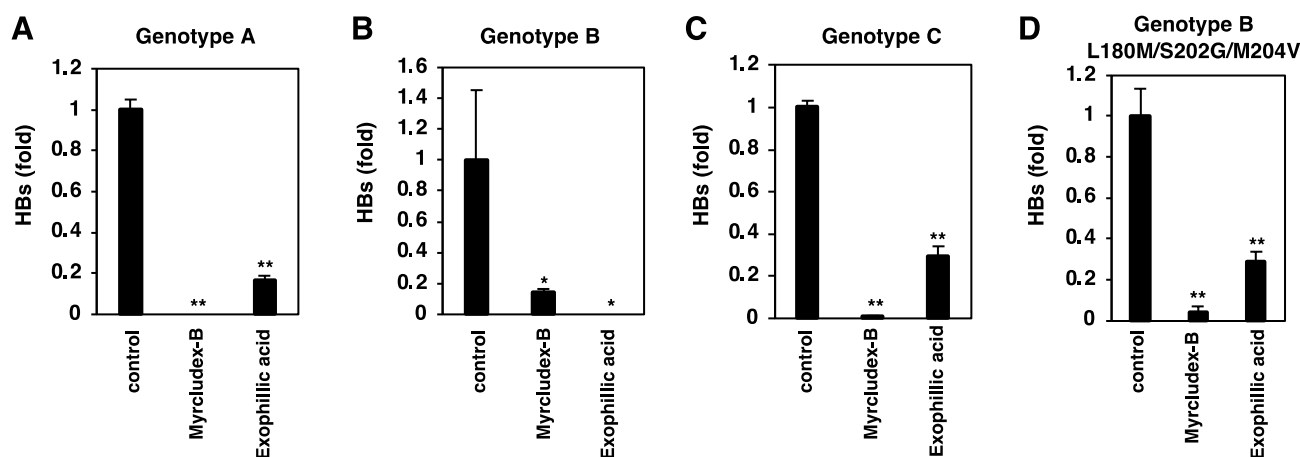 A
Genotype A
HBs (fold)
1.2
1
0.8
0.6
0.4
0.2
0
**
**
control
Myrcludex-B
Exophillic acid
B
Genotype B
HBs (fold)
1.6
1.4
1.2
1
0.8
0.6
0.4
0.2
0
*
*
control
Myrcludex-B
Exophillic acid
C
Genotype C
HBs (fold)
1.2
1
0.8
0.6
0.4
0.2
0
**
**
control
Myrcludex-B
Exophillic acid
D
Genotype B
L180M/S202G/M204V
HBs (fold)
1.2
1
0.8
0.6
0.4
0.2
0
**
**
control
Myrcludex-B
Exophillic acid